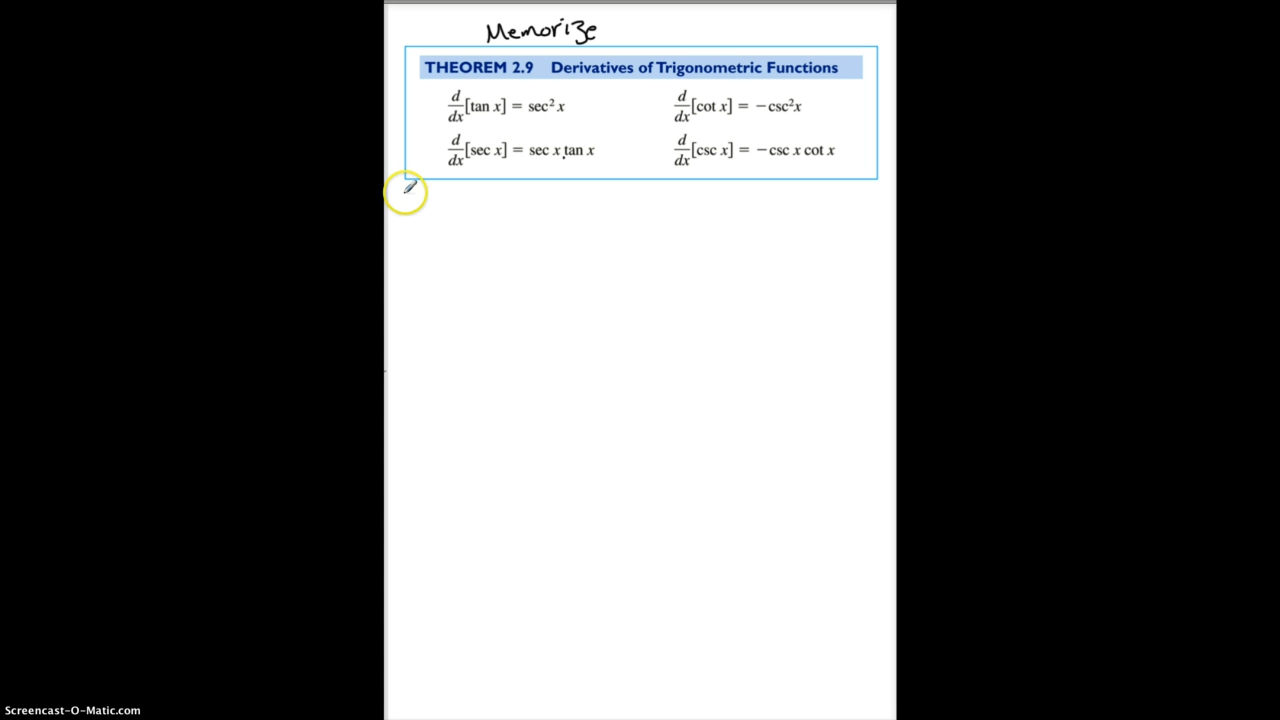 Memorize
THEOREM 2.9 Derivatives of Trigonometric Functions
d/dx[tan x] = sec² x    d/dx[cot x] = −csc²x
d/dx[sec x] = sec x tan x    d/dx[csc x] = −csc x cot x
Screencast-O-Matic.com